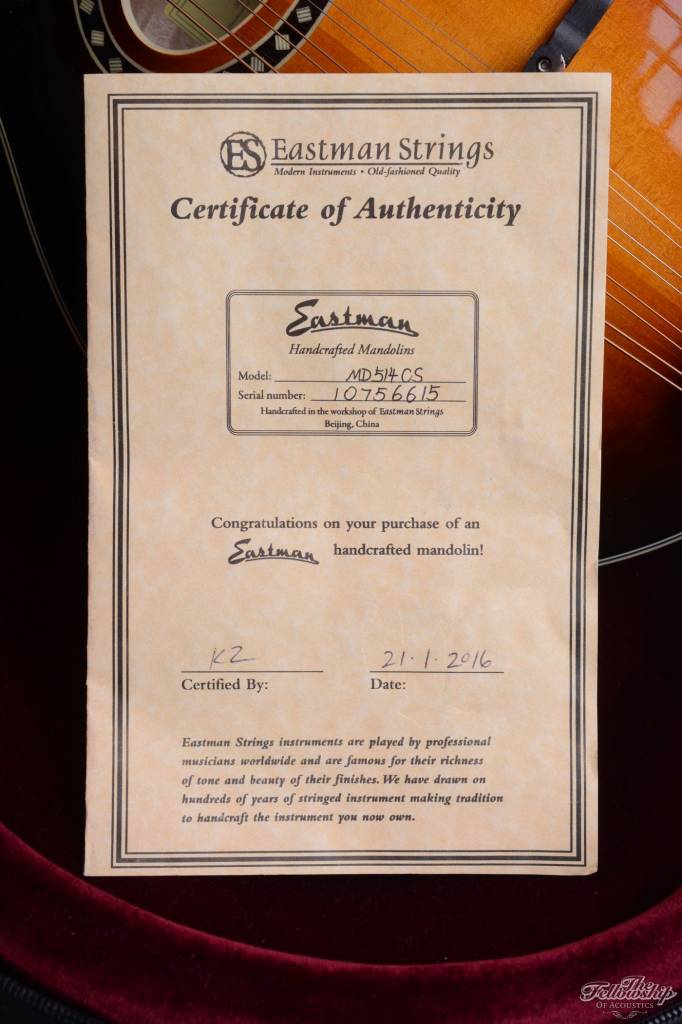 ES Eastman Strings
Modern Instruments • Old-fashioned Quality
Certificate of Authenticity
Eastman
Handcrafted Mandolins
Model: MD514CS
Serial number: 10756615
Handcrafted in the workshop of Eastman Strings
Beijing, China
Congratulations on your purchase of an
Eastman handcrafted mandolin!
KZ 21.1.2016
Certified By: Date:
Eastman Strings instruments are played by professional
musicians worldwide and are famous for their richness
of tone and beauty of their finishes. We have drawn on
hundreds of years of stringed instrument making tradition
to handcraft the instrument you now own.
The
Fellowship
OF ACOUSTICS